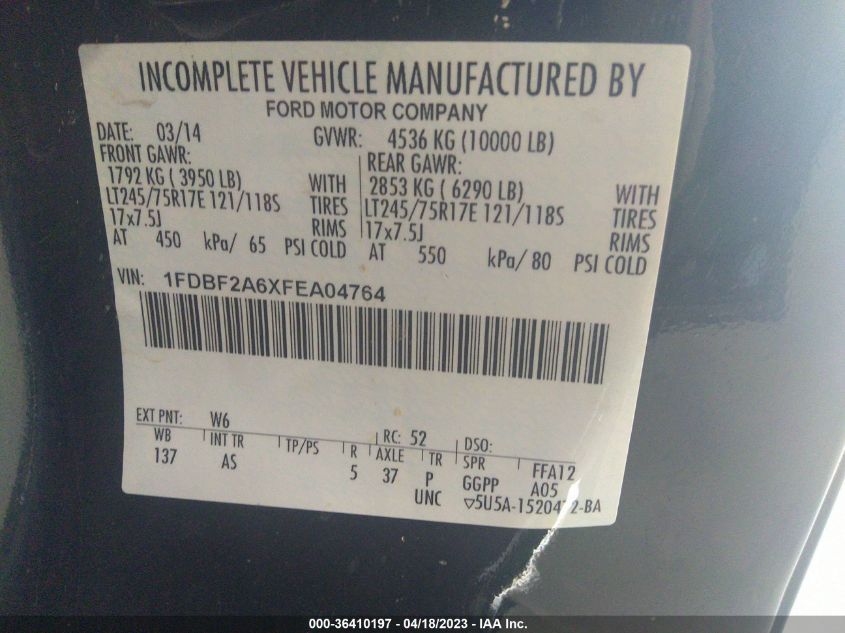 INCOMPLETE VEHICLE MANUFACTURED BY
FORD MOTOR COMPANY
DATE: 03/14 GVWR: 4536 KG (10000 LB)
FRONT GAWR: REAR GAWR:
1792 KG ( 3950 LB) WITH 2853 KG ( 6290 LB) WITH
LT245/75R17E 121/118S TIRES LT245/75R17E 121/118S TIRES
17x7.5J RIMS 17x7.5J RIMS
AT 450 kPa/ 65 PSI COLD AT 550 kPa/ 80 PSI COLD
VIN: 1FDBF2A6XFEA04764
EXT PNT: W6 RC: 52 DSO:
WB INT TR TP/PS R AXLE TR SPR FFA12
137 AS 5 37 P GGPP A05
UNC ▽5U5A-1520472-BA
000-36410197 - 04/18/2023 - IAA Inc.